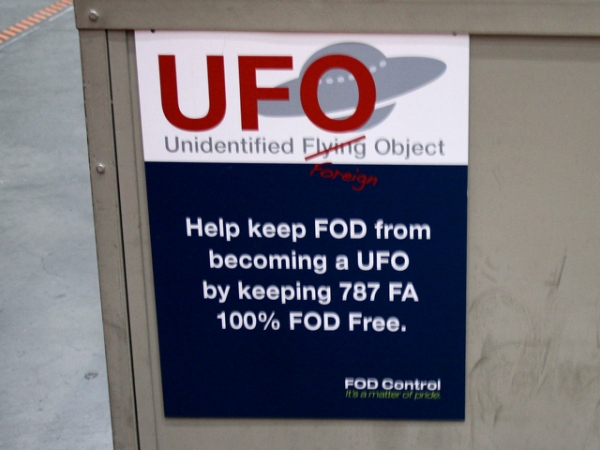 UFO
Unidentified Flying Object
Foreign
Help keep FOD from
becoming a UFO
by keeping 787 FA
100% FOD Free.
FOD Control
It's a matter of pride.